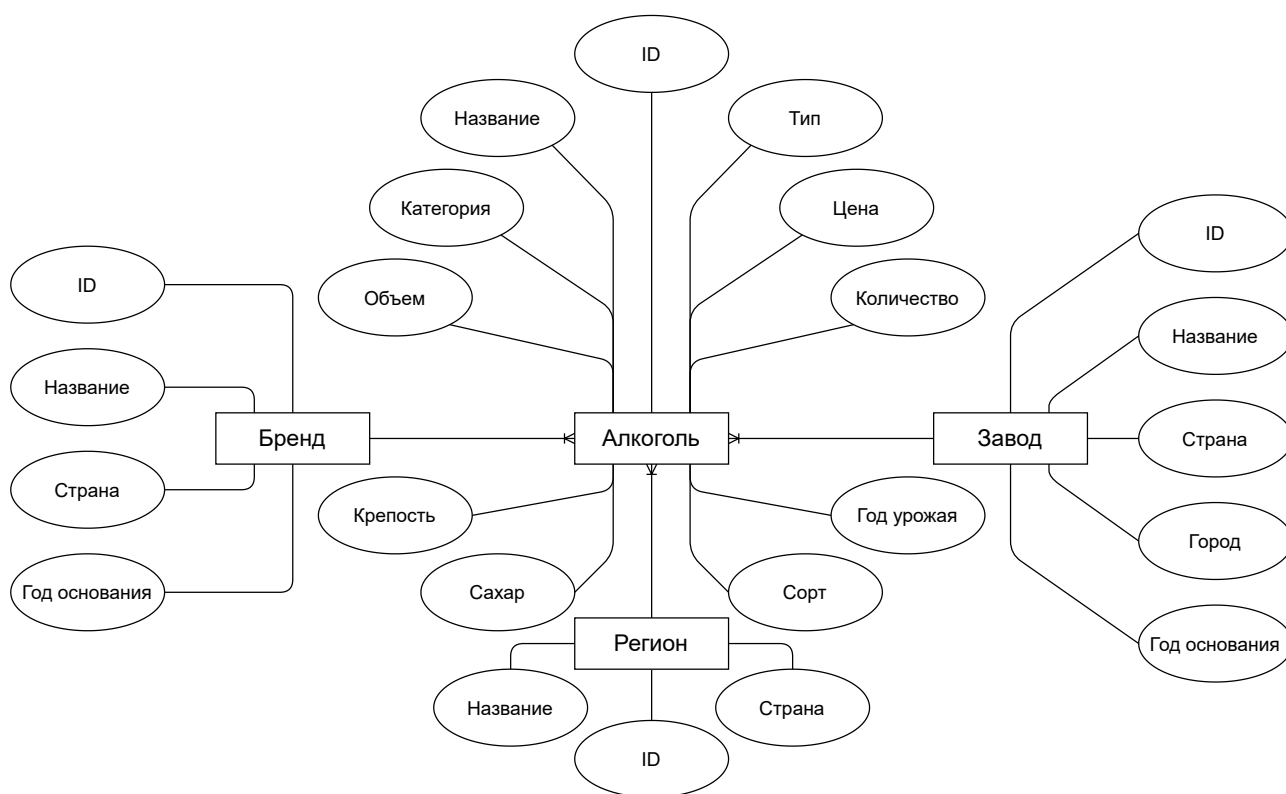 ID
Название
Тип
Категория
Цена
ID
ID
Объем
Количество
Название
Название
Бренд
Алкоголь
Завод
Страна
Страна
Крепость
Год урожая
Город
Год основания
Сахар
Сорт
Регион
Год основания
Название
Страна
ID